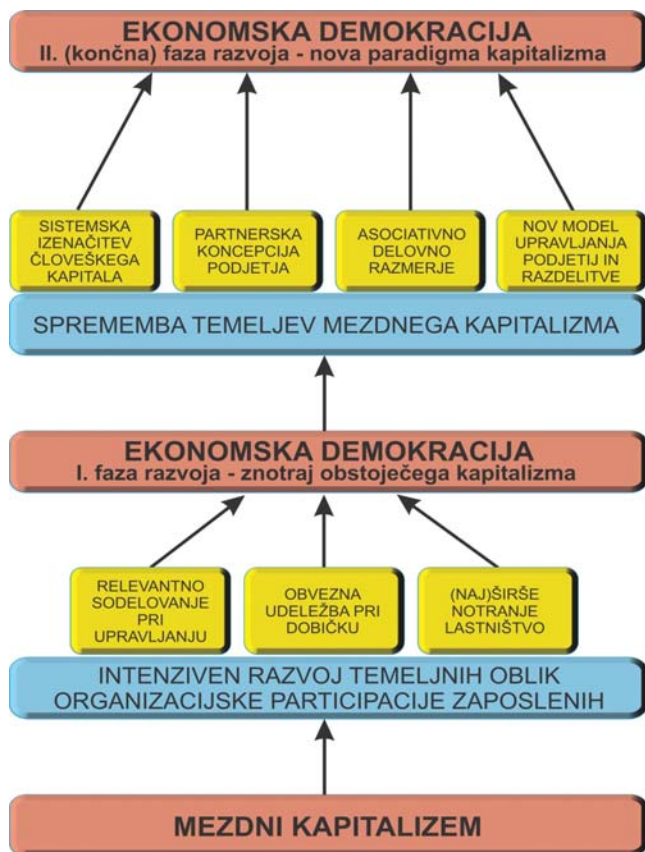 EKONOMSKA DEMOKRACIJA
II. (končna) faza razvoja - nova paradigma kapitalizma
SISTEMSKA
IZENAČITEV
ČLOVEŠKEGA
KAPITALA
PARTNERSKA
KONCEPCIJA
PODJETJA
ASOCIATIVNO
DELOVNO
RAZMERJE
NOV MODEL
UPRAVLJANJA
PODJETIJ IN
RAZDELITVE
SPREMEMBA TEMELJEV MEZDNEGA KAPITALIZMA
EKONOMSKA DEMOKRACIJA
I. faza razvoja - znotraj obstoječega kapitalizma
RELEVANTNO
SODELOVANJE
PRI
UPRAVLJANJU
OBVEZNA
UDELEŽBA PRI
DOBIČKU
(NAJ)ŠIRŠE
NOTRANJE
LASTNIŠTVO
INTENZIVEN RAZVOJ TEMELJNIH OBLIK
ORGANIZACIJSKE PARTICIPACIJE ZAPOSLENIH
MEZDNI KAPITALIZEM